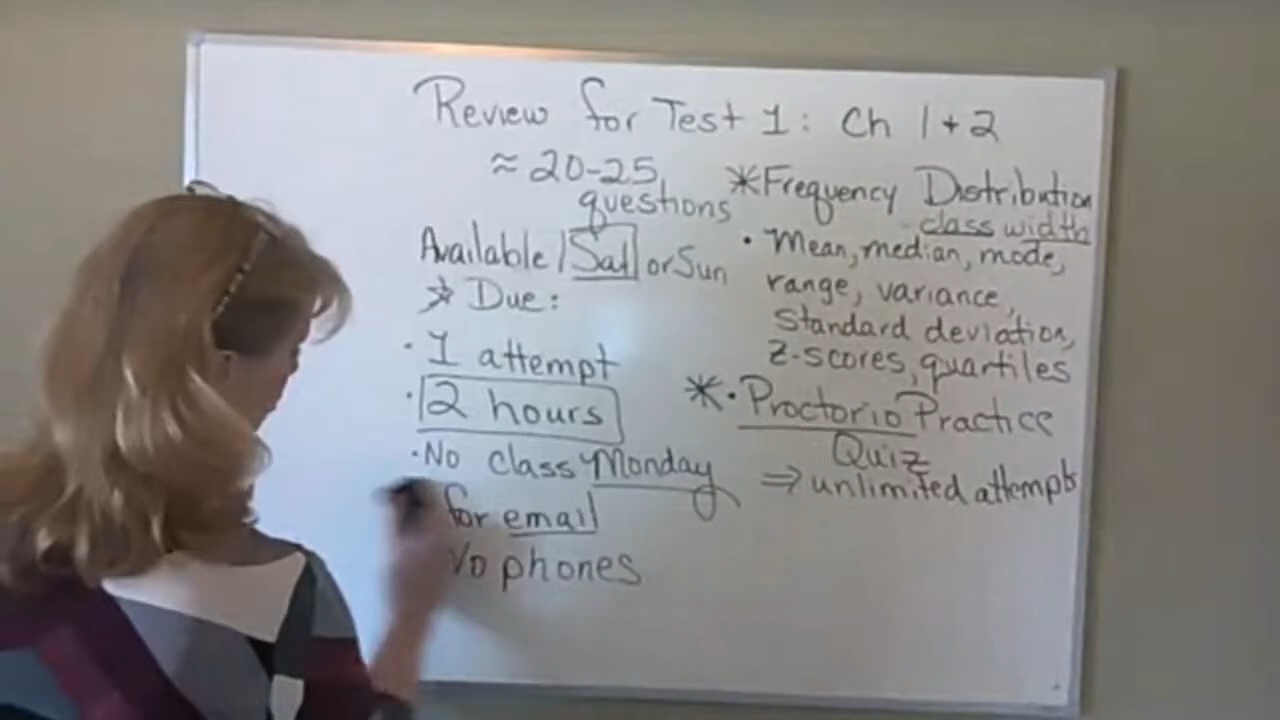 Review for Test 1: Ch 1 + 2
≈ 20-25
questions
Available / Sat or Sun
☆ Due:
· 1 attempt
· 2 hours
· No class Monday
for email
No phones
* Frequency Distribution
- class width
· Mean, median, mode,
range, variance,
standard deviation,
z-scores, quartiles
* · Proctorio Practice
Quiz
⇒ unlimited attempts